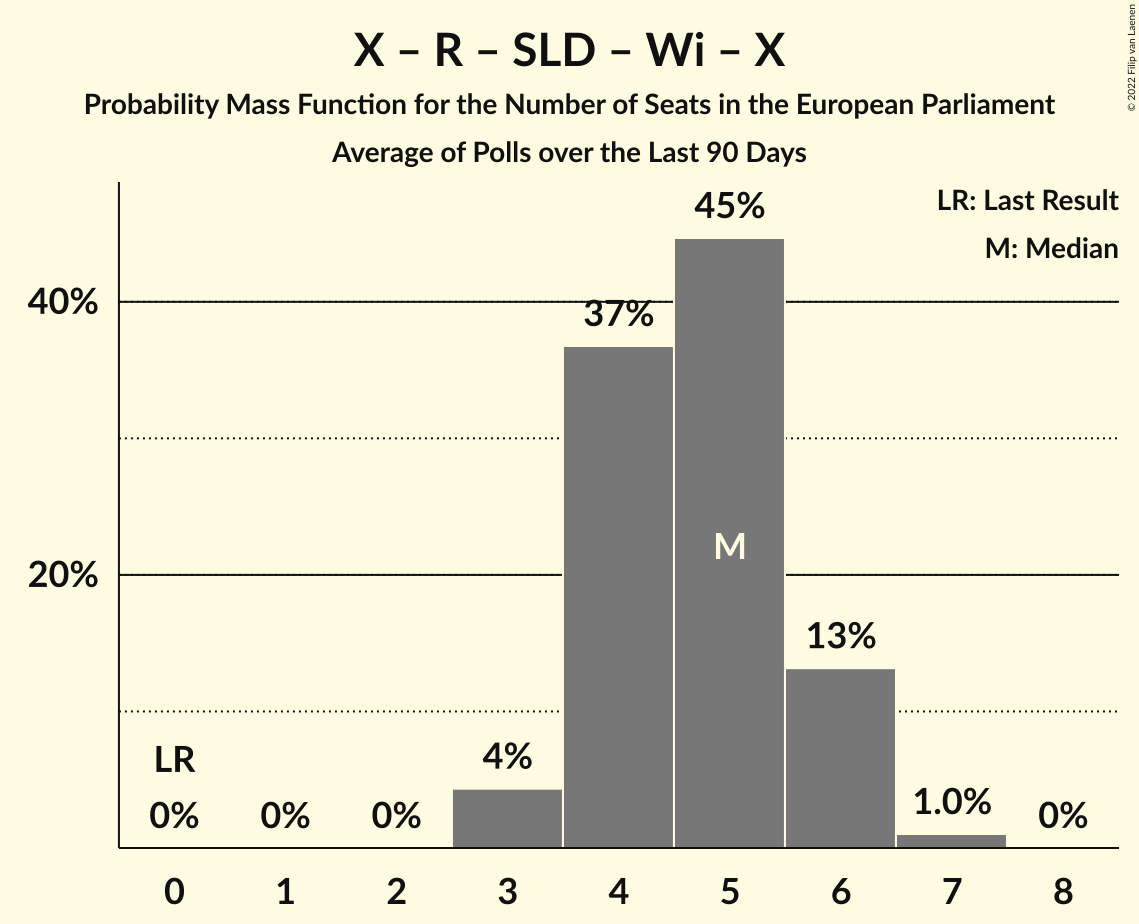 X – R – SLD – Wi – X
Probability Mass Function for the Number of Seats in the European Parliament
Average of Polls over the Last 90 Days
© 2022 Filip van Laenen
LR: Last Result
M: Median
45%
40%
37%
M
20%
13%
LR
4%
1.0%
0%
0%
0%
0%
0 1 2 3 4 5 6 7 8